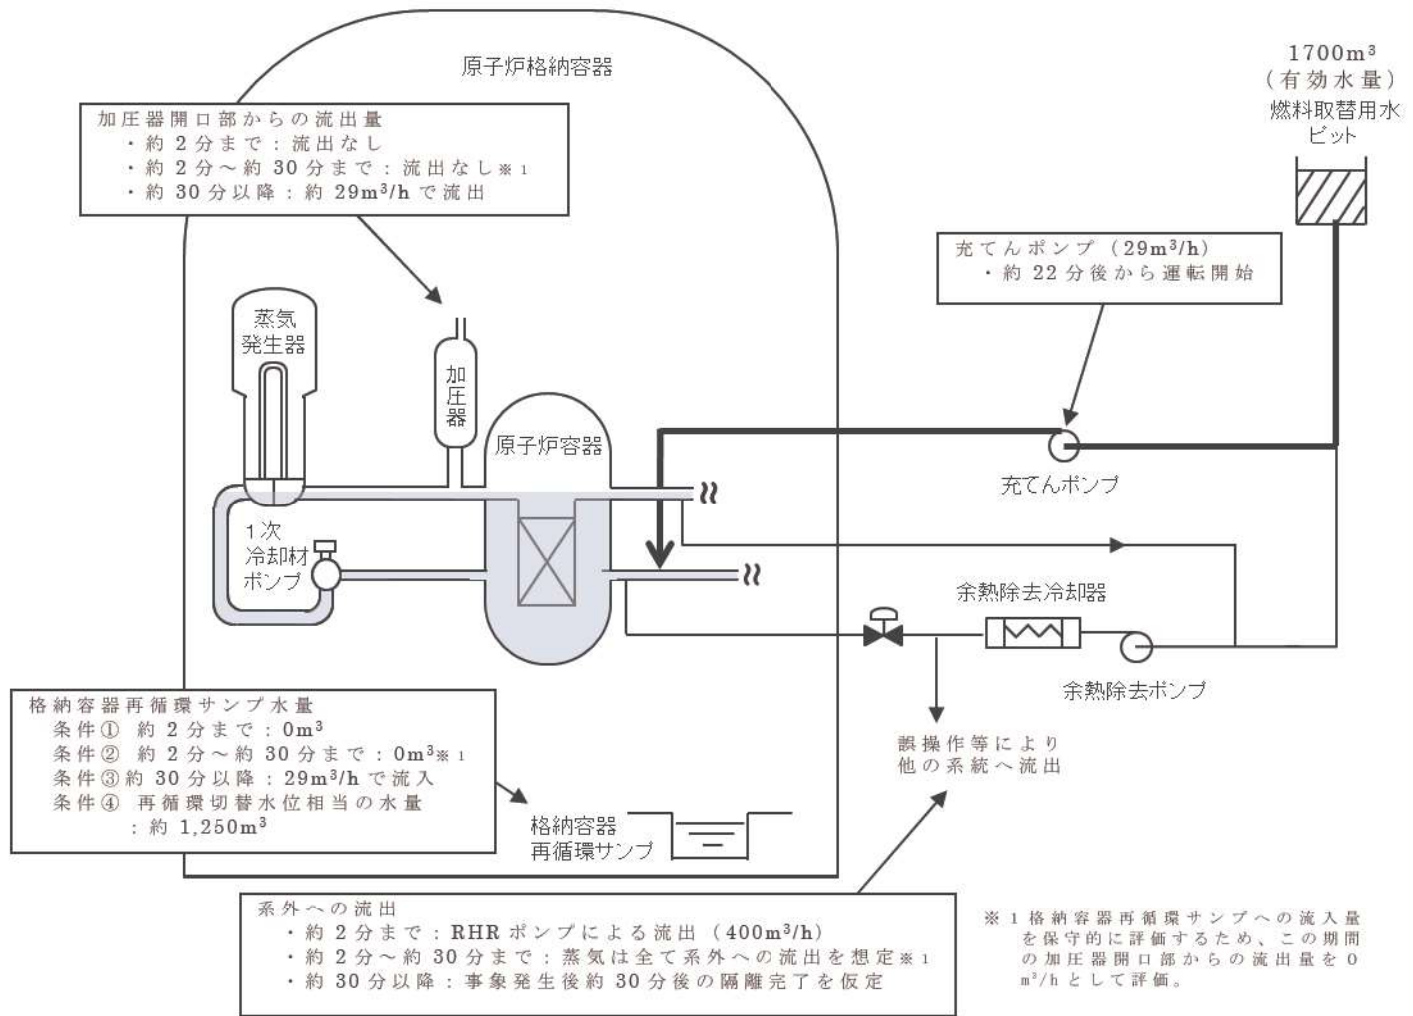 原子炉格納容器
1700m³
(有効水量)
燃料取替用水
ピット
加圧器開口部からの流出量
・約2分まで：流出なし
・約2分～約30分まで：流出なし※1
・約30分以降：約29m³/hで流出
充てんポンプ（29m³/h）
・約22分後から運転開始
蒸気
発生器
加圧器
原子炉容器
充てんポンプ
1次
冷却材
ポンプ
余熱除去冷却器
余熱除去ポンプ
格納容器再循環サンプ水量
条件① 約2分まで：0m³
条件② 約2分～約30分まで：0m³※1
条件③約30分以降：29m³/hで流入
条件④ 再循環切替水位相当の水量
：約1,250m³
誤操作等により
他の系統へ流出
格納容器
再循環サンプ
系外への流出
・約2分まで：RHRポンプによる流出（400m³/h）
・約2分～約30分まで：蒸気は全て系外への流出を想定※1
・約30分以降：事象発生後約30分後の隔離完了を仮定
※1格納容器再循環サンプへの流入量
を保守的に評価するため、この期間
の加圧器開口部からの流出量を0
m³/hとして評価。